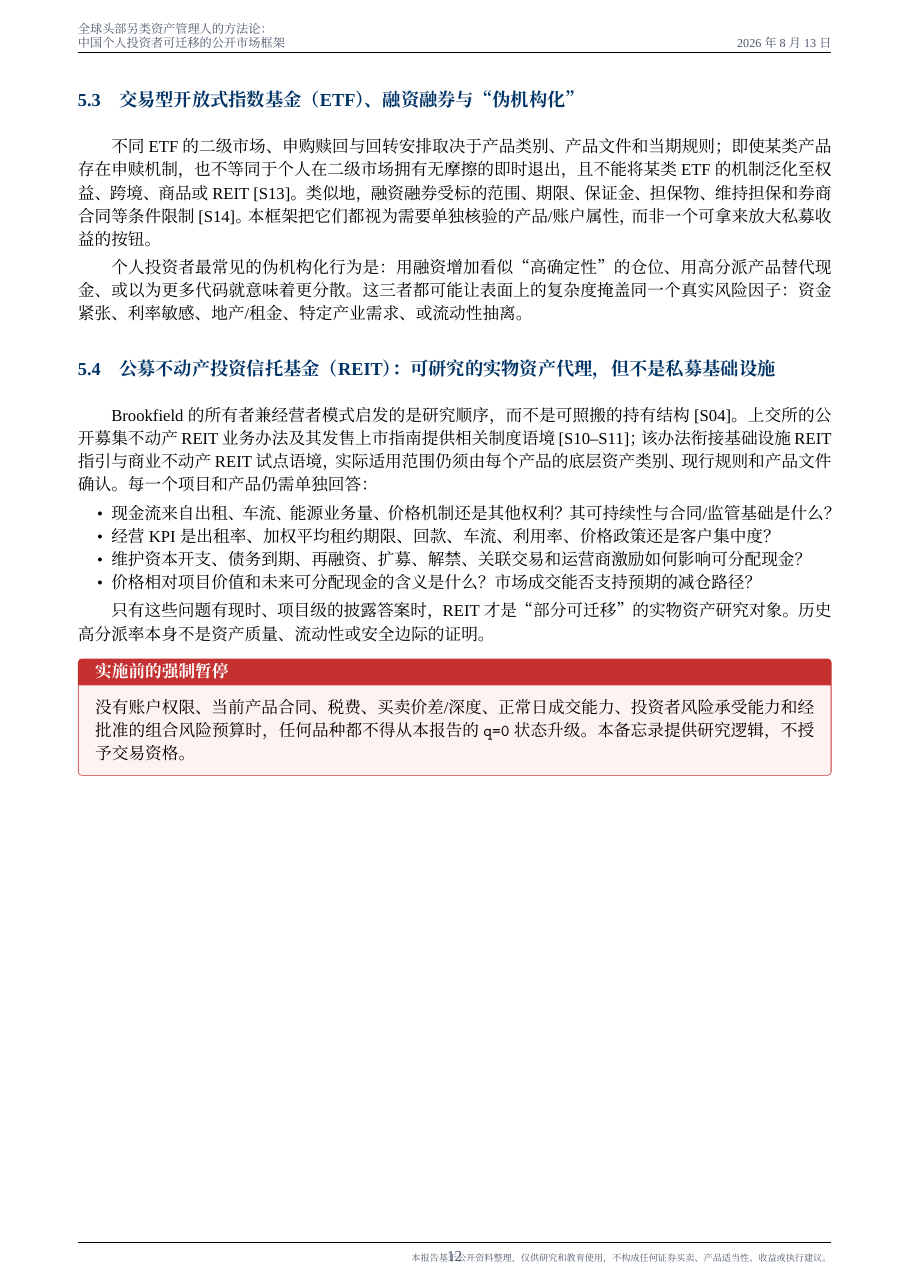 全球头部另类资产管理人的方法论：
中国个人投资者可迁移的公开市场框架
2026 年 8 月 13 日
5.3 交易型开放式指数基金（ETF）、融资融券与“伪机构化”
不同 ETF 的二级市场、申购赎回与回转安排取决于产品类别、产品文件和当期规则；即使某类产品
存在申赎机制，也不等同于个人在二级市场拥有无摩擦的即时退出，且不能将某类 ETF 的机制泛化至权
益、跨境、商品或 REIT [S13]。类似地，融资融券受标的范围、期限、保证金、担保物、维持担保和券商
合同等条件限制 [S14]。本框架把它们都视为需要单独核验的产品/账户属性，而非一个可拿来放大私募收
益的按钮。
个人投资者最常见的伪机构化行为是：用融资增加看似“高确定性”的仓位、用高分派产品替代现
金、或以为更多代码就意味着更分散。这三者都可能让表面上的复杂度掩盖同一个真实风险因子：资金
紧张、利率敏感、地产/租金、特定产业需求、或流动性抽离。
5.4 公募不动产投资信托基金（REIT）：可研究的实物资产代理，但不是私募基础设施
Brookfield 的所有者兼经营者模式启发的是研究顺序，而不是可照搬的持有结构 [S04]。上交所的公
开募集不动产 REIT 业务办法及其发售上市指南提供相关制度语境 [S10–S11]；该办法衔接基础设施 REIT
指引与商业不动产 REIT 试点语境，实际适用范围仍须由每个产品的底层资产类别、现行规则和产品文件
确认。每一个项目和产品仍需单独回答：
• 现金流来自出租、车流、能源业务量、价格机制还是其他权利？其可持续性与合同/监管基础是什么？
• 经营 KPI 是出租率、加权平均租约期限、回款、车流、利用率、价格政策还是客户集中度？
• 维护资本开支、债务到期、再融资、扩募、解禁、关联交易和运营商激励如何影响可分配现金？
• 价格相对项目价值和未来可分配现金的含义是什么？市场成交能否支持预期的减仓路径？
只有这些问题有现时、项目级的披露答案时，REIT 才是“部分可迁移”的实物资产研究对象。历史
高分派率本身不是资产质量、流动性或安全边际的证明。
实施前的强制暂停
没有账户权限、当前产品合同、税费、买卖价差/深度、正常日成交能力、投资者风险承受能力和经
批准的组合风险预算时，任何品种都不得从本报告的 q=0 状态升级。本备忘录提供研究逻辑，不授
予交易资格。
12
本报告基于公开资料整理，仅供研究和教育使用，不构成任何证券买卖、产品适当性、收益或执行建议。